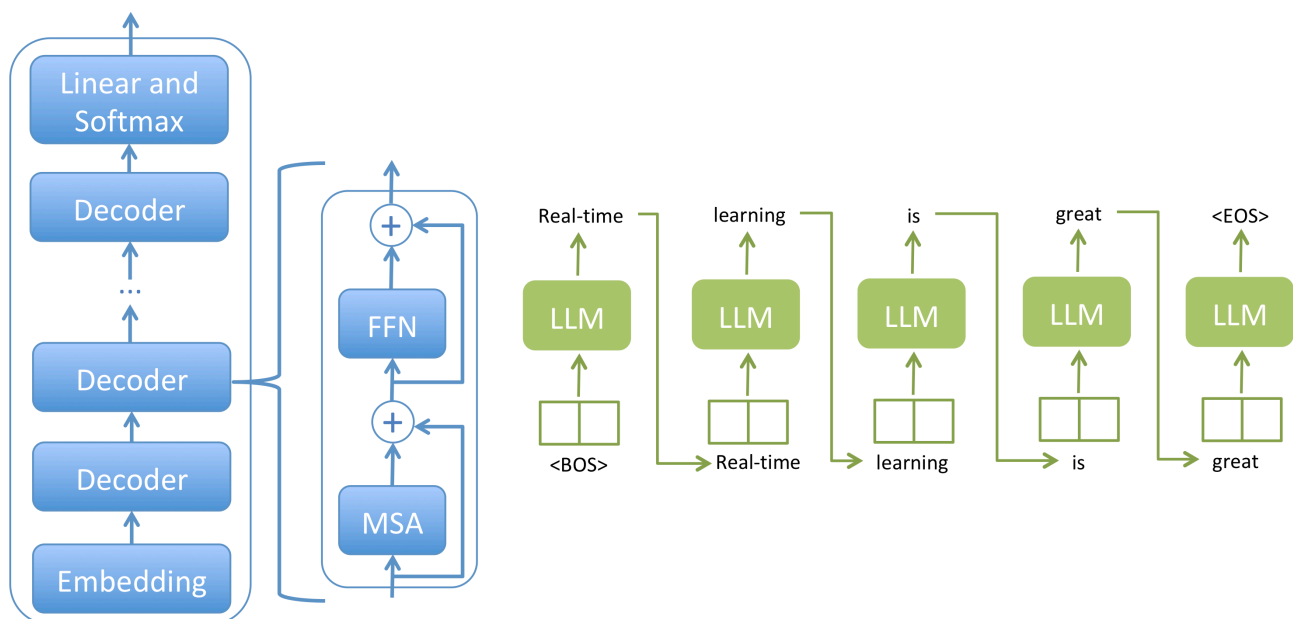 Linear and
Softmax
Decoder
...
Decoder
Decoder
Embedding
+
FFN
+
MSA
Real-time
learning
is
great
<EOS>
LLM
LLM
LLM
LLM
LLM
<BOS>
Real-time
learning
is
great